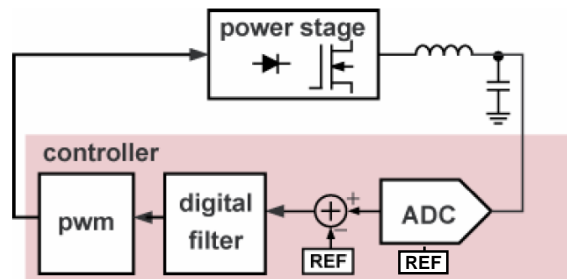 power stage
controller
pwm
digital
filter
+
+
−
ADC
REF
REF